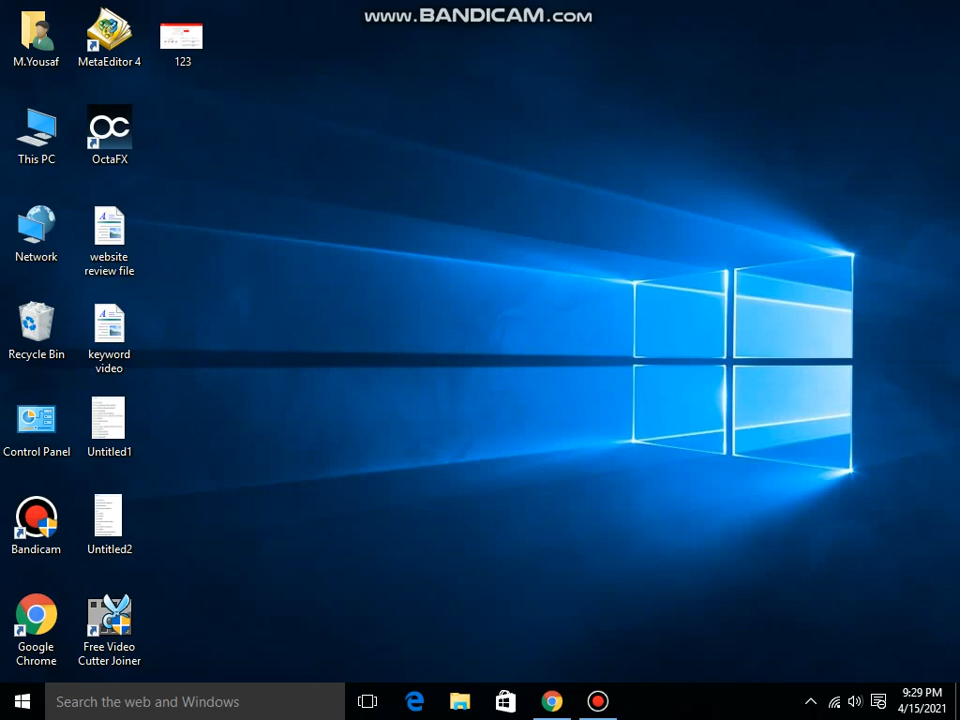 www.BANDICAM.com
M.Yousaf
MetaEditor 4
123
This PC
OC
OctaFX
Network
website
review file
Recycle Bin
keyword
video
Control Panel
Untitled1
Bandicam
Untitled2
Google
Chrome
Free Video
Cutter Joiner
Search the web and Windows
9:29 PM
4/15/2021